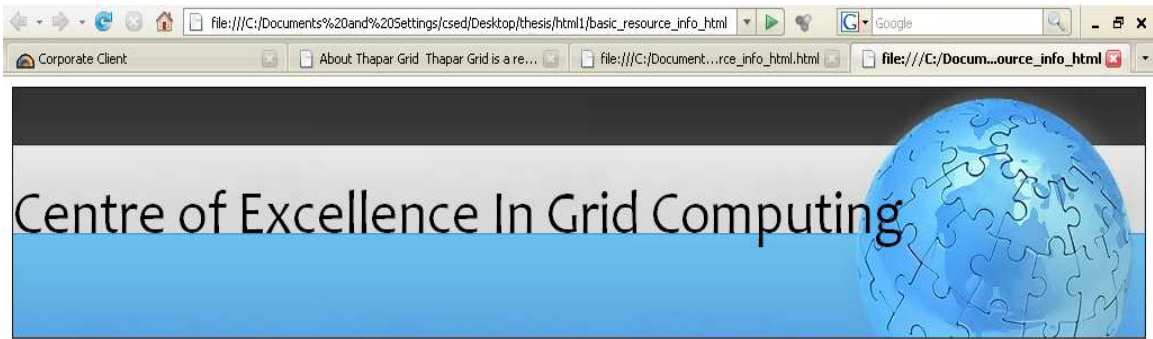 file:///C:/Documents%20and%20Settings/csed/Desktop/thesis/html1/basic_resource_info_html G Google
Corporate Client About Thapar Grid Thapar Grid is a re... file:///C:/Document...rce_info_html.html file:///C:/Docum...ource_info_html
Centre of Excellence In Grid Computing